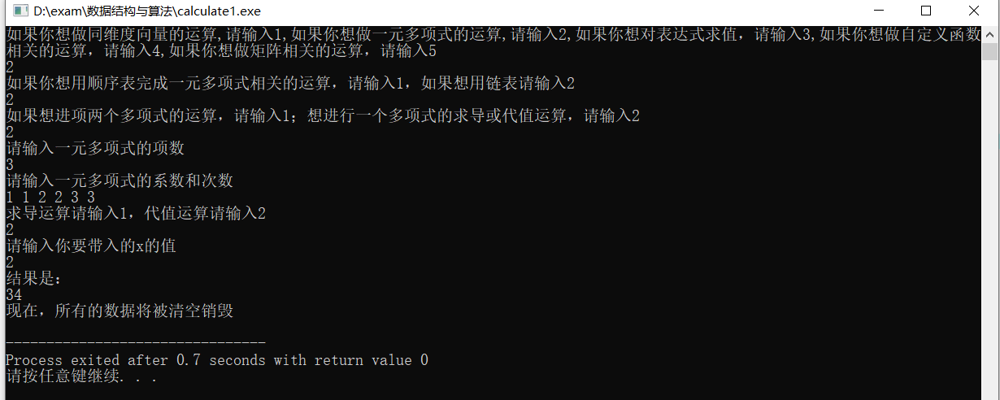 D:\exam\数据结构与算法\calculate1.exe
如果你想做同维度向量的运算,请输入1,如果你想做一元多项式的运算,请输入2,如果你想对表达式求值，请输入3,如果你想做自定义函数
相关的运算，请输入4,如果你想做矩阵相关的运算，请输入5
2
如果你想用顺序表完成一元多项式相关的运算，请输入1，如果想用链表请输入2
2
如果想进项两个多项式的运算，请输入1；想进行一个多项式的求导或代值运算，请输入2
2
请输入一元多项式的项数
3
请输入一元多项式的系数和次数
1 1 2 2 3 3
求导运算请输入1，代值运算请输入2
2
请输入你要带入的x的值
2
结果是：
34
现在，所有的数据将被清空销毁
--------------------------------
Process exited after 0.7 seconds with return value 0
请按任意键继续. . .